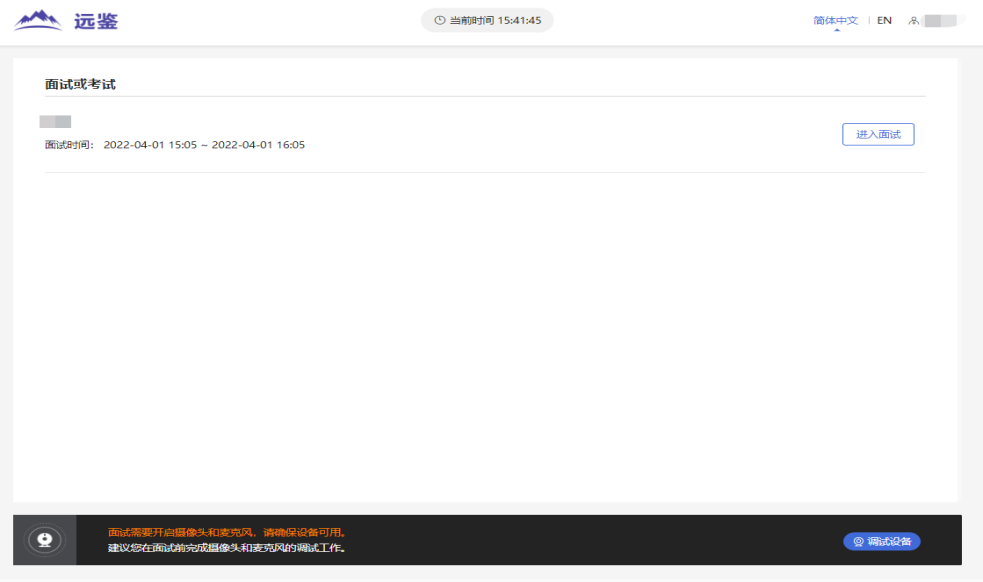 远鉴
当前时间 15:41:45
简体中文 | EN
面试或考试
面试时间： 2022-04-01 15:05 ~ 2022-04-01 16:05
进入面试
面试需要开启摄像头和麦克风，请确保设备可用。
建议您在面试前完成摄像头和麦克风的调试工作。
调试设备